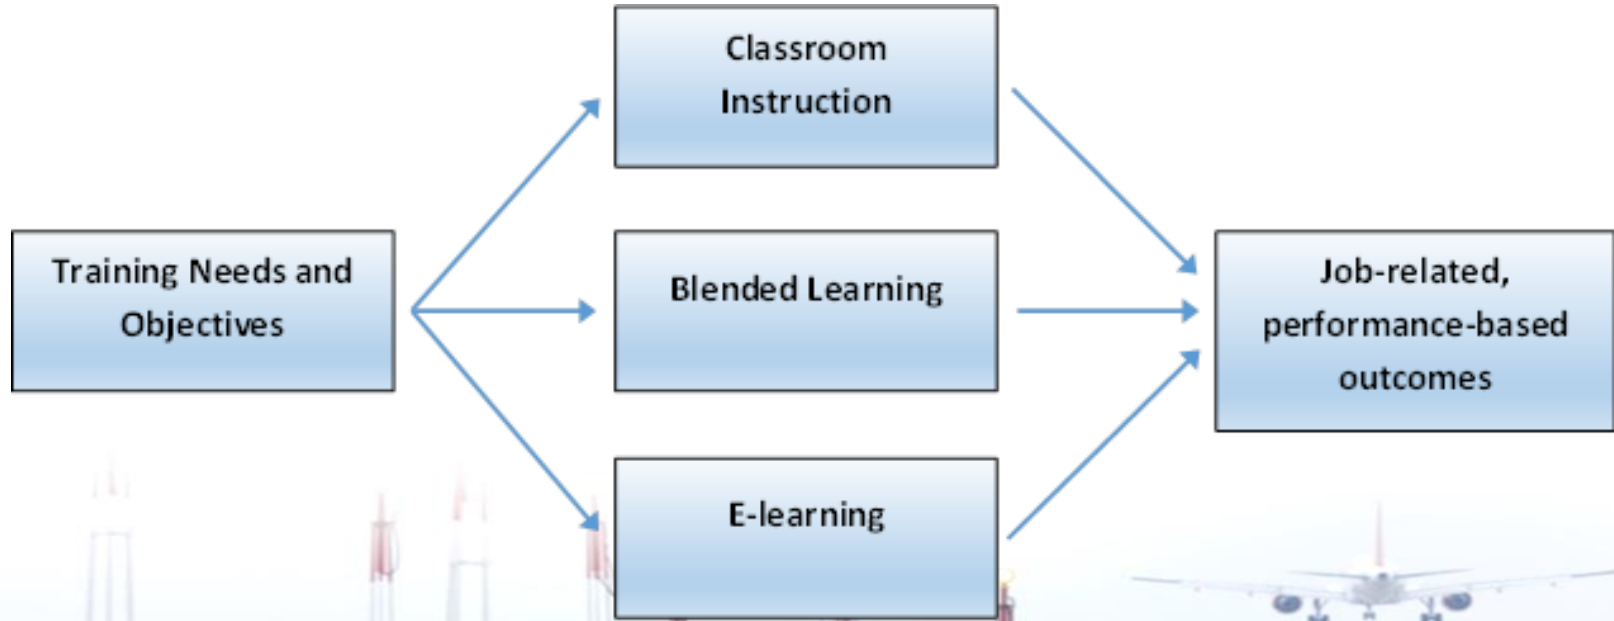 Classroom
Instruction
Training Needs and
Objectives
Blended Learning
Job-related,
performance-based
outcomes
E-learning